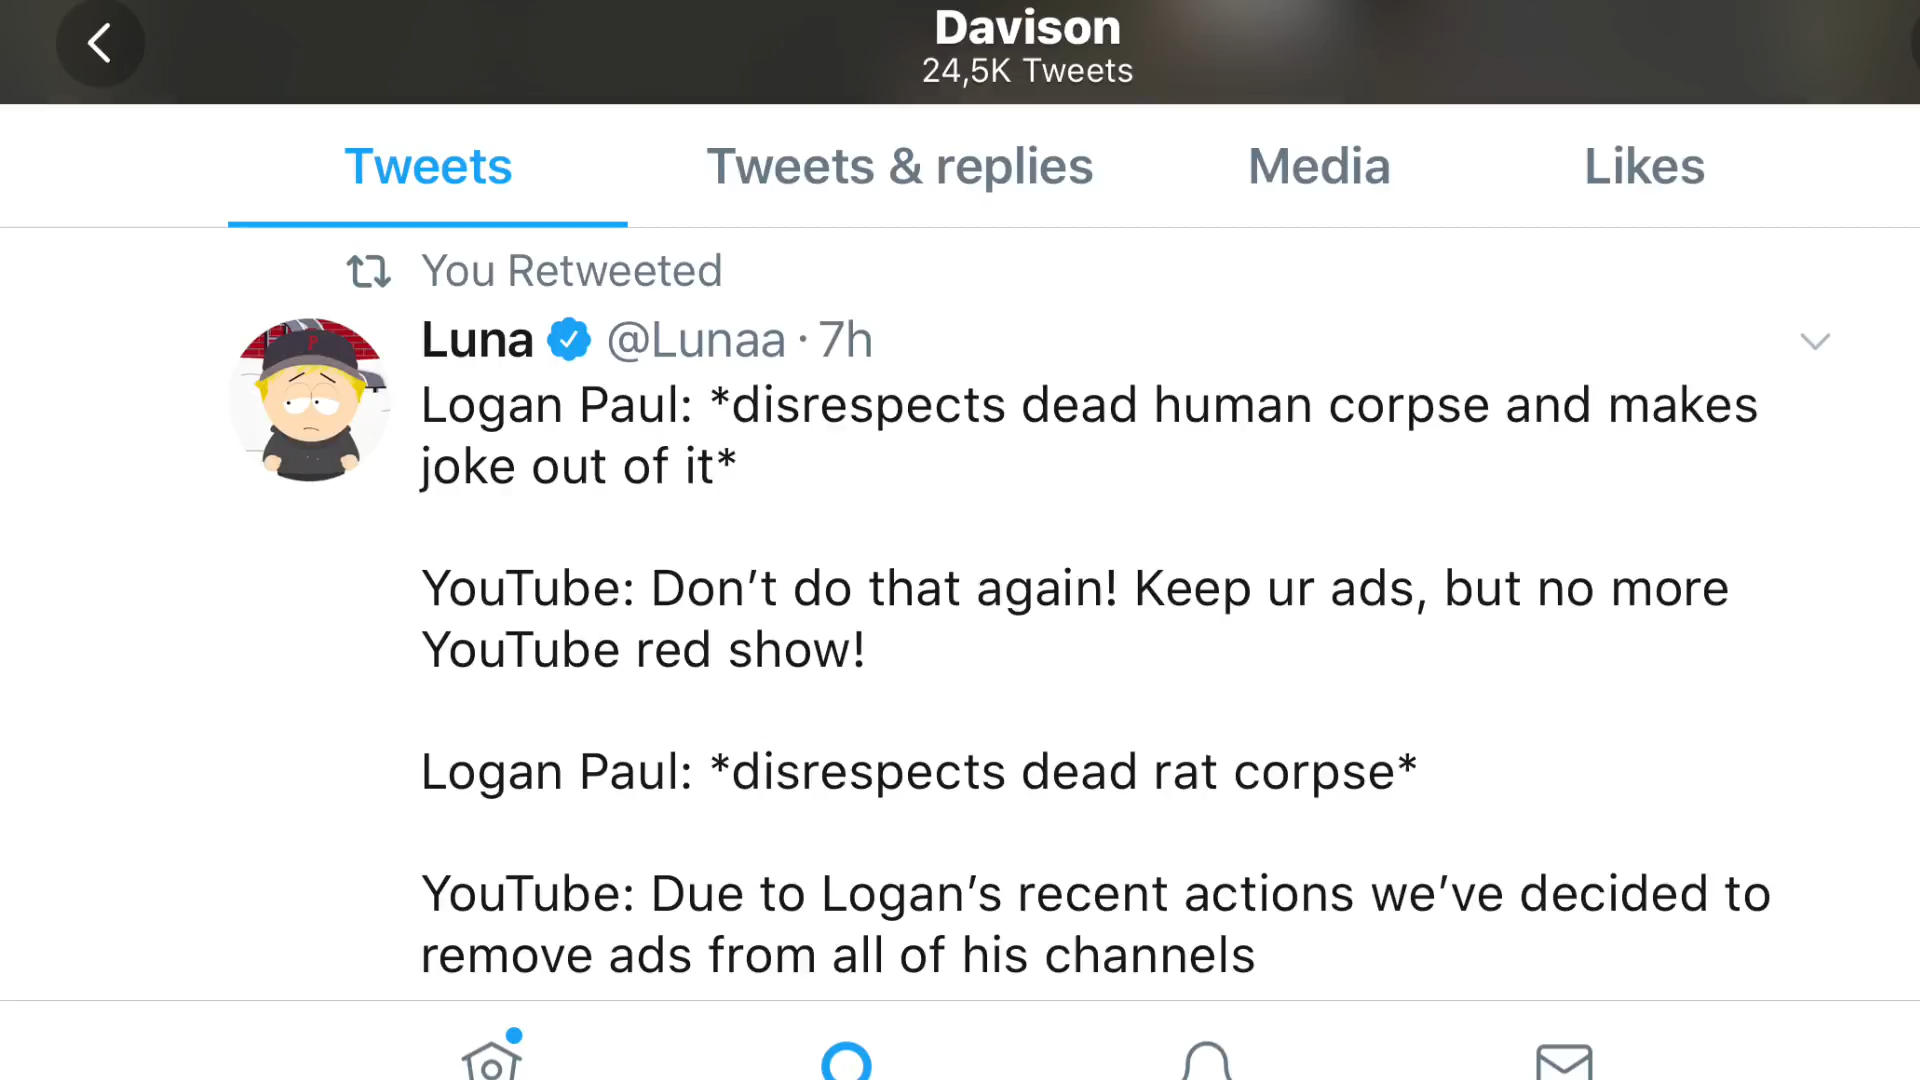 Davison
24,5K Tweets
Tweets
Tweets & replies
Media
Likes
You Retweeted
Luna @Lunaa · 7h
Logan Paul: *disrespects dead human corpse and makes
joke out of it*
YouTube: Don’t do that again! Keep ur ads, but no more
YouTube red show!
Logan Paul: *disrespects dead rat corpse*
YouTube: Due to Logan’s recent actions we’ve decided to
remove ads from all of his channels